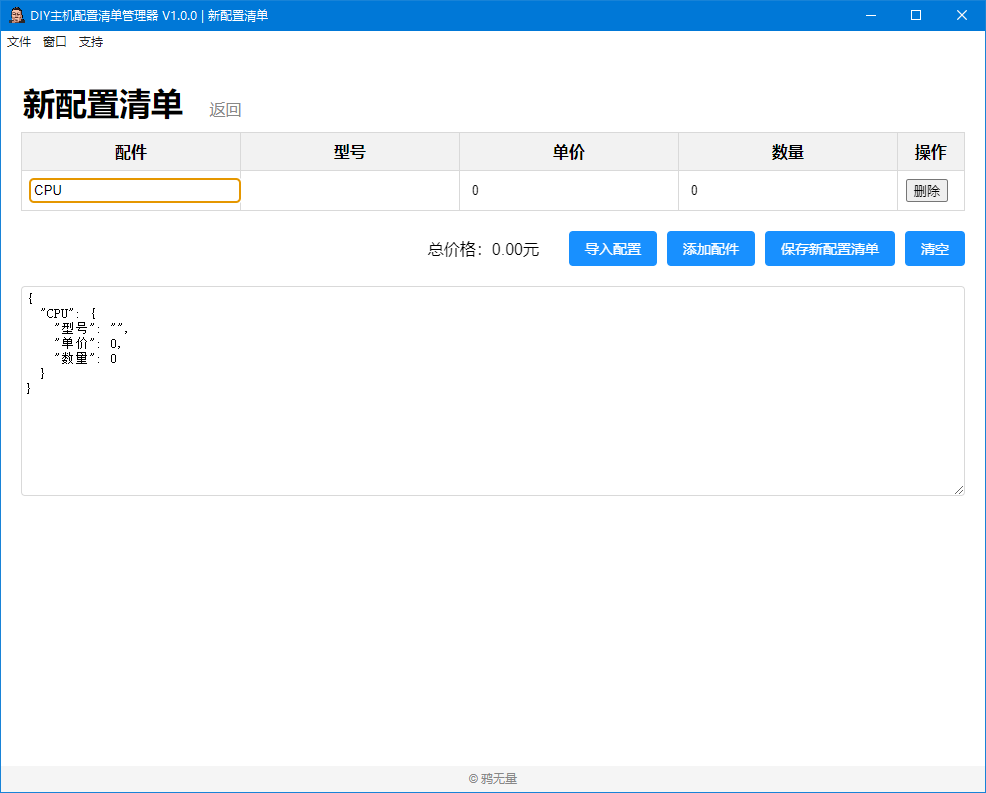 DIY主机配置清单管理器 V1.0.0 | 新配置清单
文件 窗口 支持
新配置清单 返回
配件 型号 单价 数量 操作
CPU 0 0 删除
总价格：0.00元 导入配置 添加配件 保存新配置清单 清空
{
  "CPU": {
    "型号": "",
    "单价": 0,
    "数量": 0
  }
}
© 鸦无量